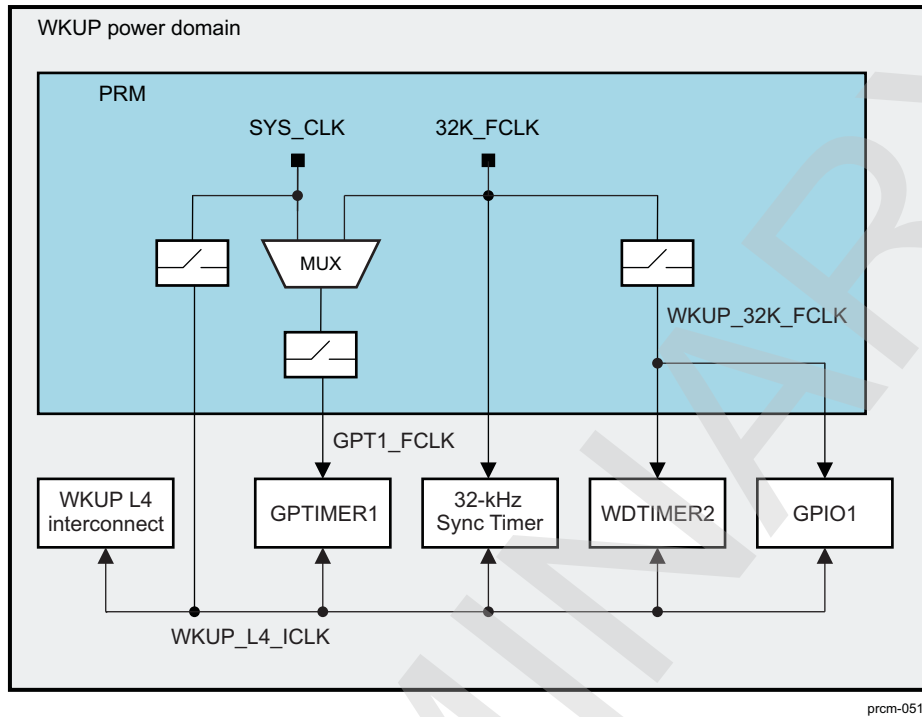 WKUP power domain
PRM
SYS_CLK
32K_FCLK
MUX
WKUP_32K_FCLK
GPT1_FCLK
WKUP L4
interconnect
GPTIMER1
32-kHz
Sync Timer
WDTIMER2
GPIO1
WKUP_L4_ICLK
prcm-051